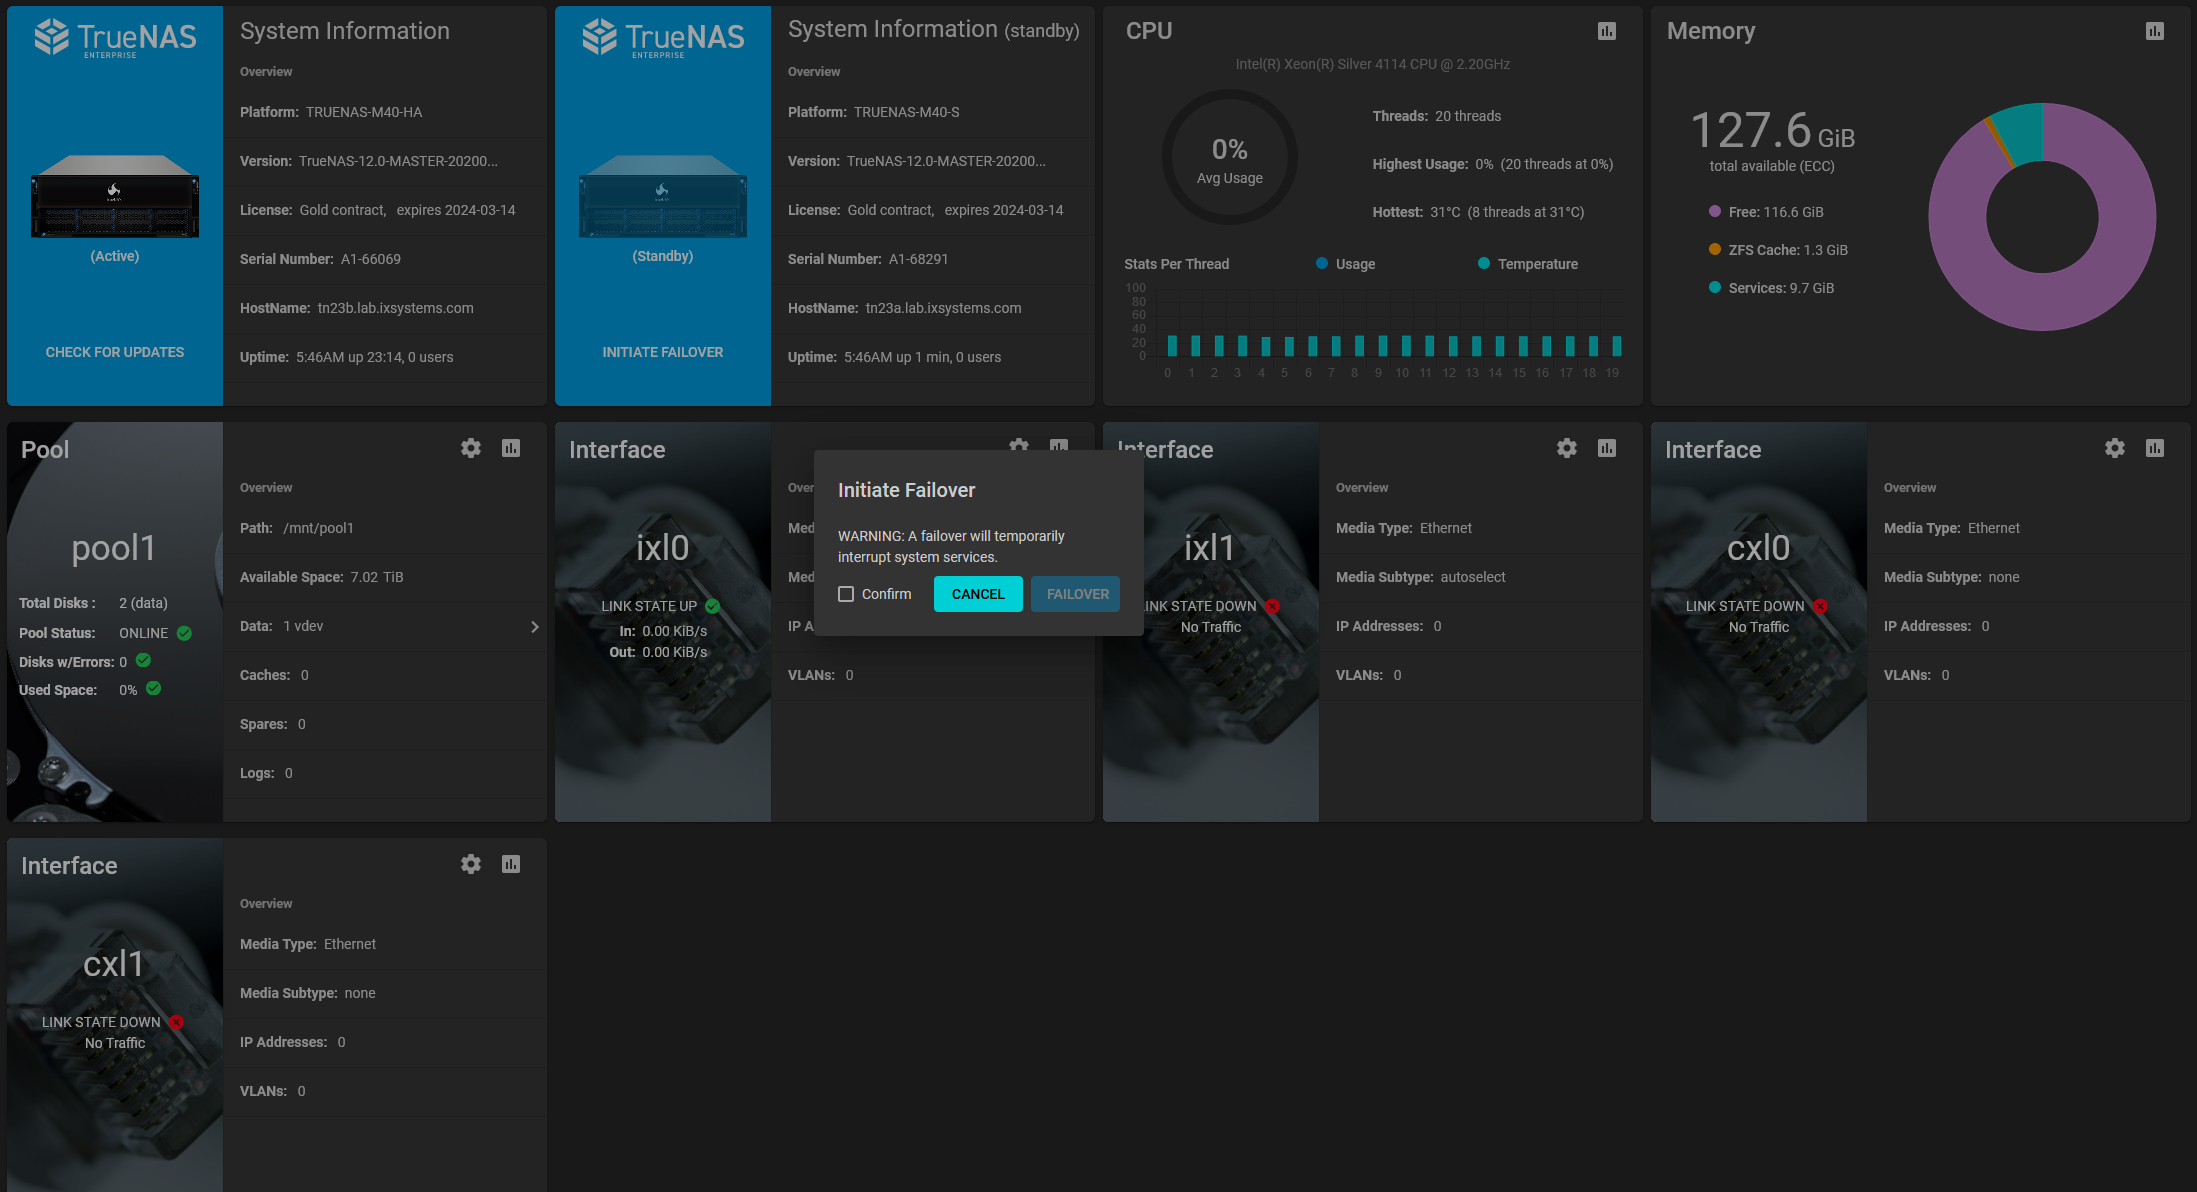 TrueNAS
ENTERPRISE
(Active)
CHECK FOR UPDATES
System Information
Overview
Platform: TRUENAS-M40-HA
Version: TrueNAS-12.0-MASTER-20200...
License: Gold contract, expires 2024-03-14
Serial Number: A1-66069
HostName: tn23b.lab.ixsystems.com
Uptime: 5:46AM up 23:14, 0 users
TrueNAS
ENTERPRISE
(Standby)
INITIATE FAILOVER
System Information (standby)
Overview
Platform: TRUENAS-M40-S
Version: TrueNAS-12.0-MASTER-20200...
License: Gold contract, expires 2024-03-14
Serial Number: A1-68291
HostName: tn23a.lab.ixsystems.com
Uptime: 5:46AM up 1 min, 0 users
CPU
Intel(R) Xeon(R) Silver 4114 CPU @ 2.20GHz
0%
Avg Usage
Threads: 20 threads
Highest Usage: 0% (20 threads at 0%)
Hottest: 31°C (8 threads at 31°C)
Stats Per Thread
Usage
Temperature
100
80
60
40
20
0
0 1 2 3 4 5 6 7 8 9 10 11 12 13 14 15 16 17 18 19
Memory
127.6 GiB
total available (ECC)
Free: 116.6 GiB
ZFS Cache: 1.3 GiB
Services: 9.7 GiB
Pool
pool1
Total Disks : 2 (data)
Pool Status: ONLINE
Disks w/Errors: 0
Used Space: 0%
Overview
Path: /mnt/pool1
Available Space: 7.02 TiB
Data: 1 vdev
Caches: 0
Spares: 0
Logs: 0
Interface
ixl0
LINK STATE UP
In: 0.00 KiB/s
Out: 0.00 KiB/s
Over
Med
Med
IP A
VLANs: 0
Initiate Failover
WARNING: A failover will temporarily
interrupt system services.
Confirm
CANCEL
FAILOVER
Interface
ixl1
INK STATE DOWN
No Traffic
Overview
Media Type: Ethernet
Media Subtype: autoselect
IP Addresses: 0
VLANs: 0
Interface
cxl0
LINK STATE DOWN
No Traffic
Overview
Media Type: Ethernet
Media Subtype: none
IP Addresses: 0
VLANs: 0
Interface
cxl1
LINK STATE DOWN
No Traffic
Overview
Media Type: Ethernet
Media Subtype: none
IP Addresses: 0
VLANs: 0